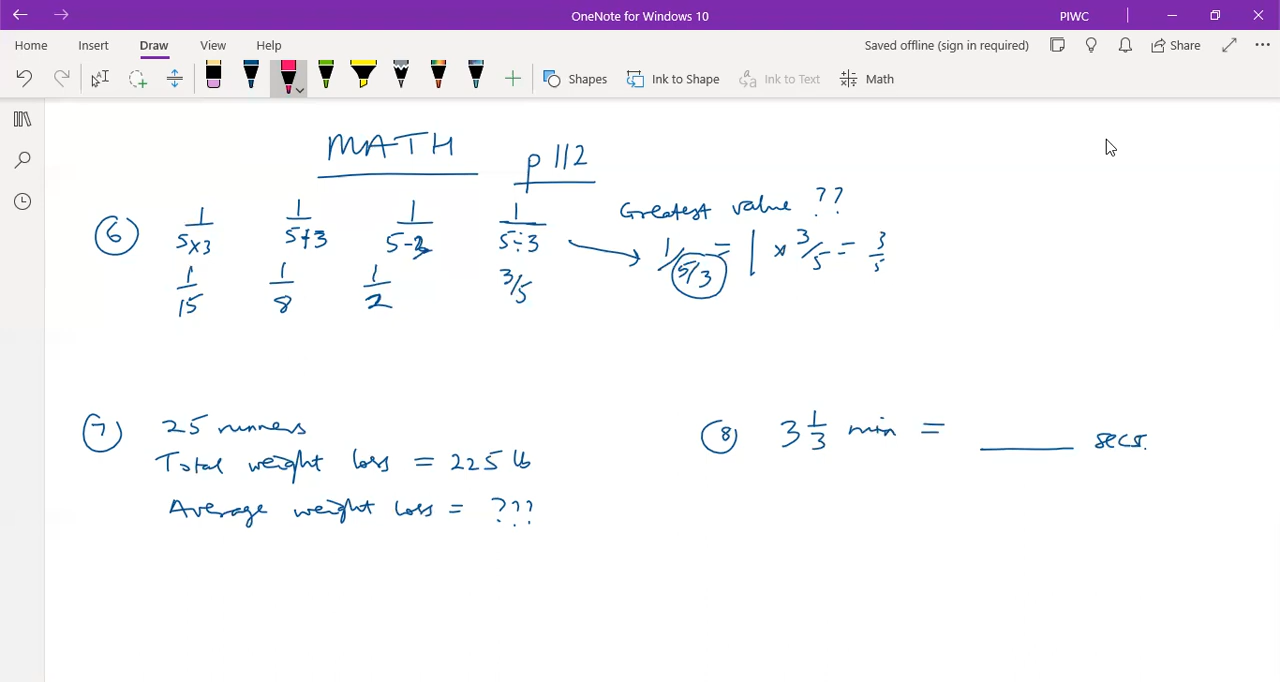 OneNote for Windows 10
PIWC
Home Insert Draw View Help
Saved offline (sign in required)
Share
Shapes
Ink to Shape
Ink to Text
Math
MATH p 112
6
1/5×3 1/5+3 1/5-3 1/5÷3
Greatest value ??
1/5/3 = 1 × 3/5 = 3/5
1/15 1/8 1/2 3/5
7 25 runners
Total weight loss = 225 lb
Average weight loss = ???
8 3 1/3 min = ____ secs.